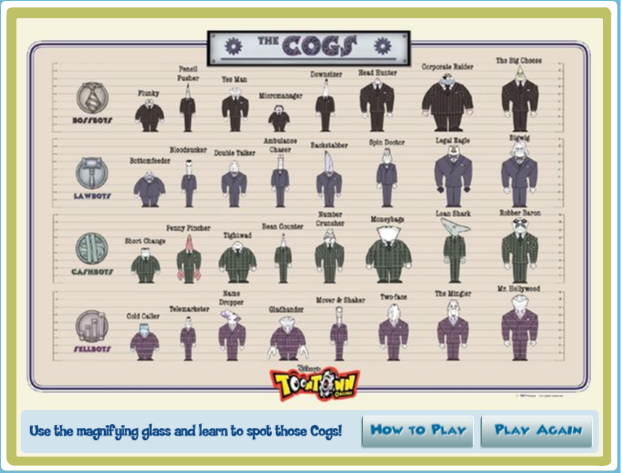 THE COGS
BOSSBOTS
Flunky
Pencil
Pusher
Yes Man
Micromanager
Downsizer
Head Hunter
Corporate Raider
The Big Cheese
LAWBOTS
Bottomfeeder
Bloodsucker
Double Talker
Ambulance
Chaser
Backstabber
Spin Doctor
Legal Eagle
Bigwig
CASHBOTS
Short Change
Penny Pincher
Tightwad
Bean Counter
Number
Cruncher
Moneybags
Loan Shark
Robber Baron
SELLBOTS
Cold Caller
Telemarketer
Name
Dropper
Gladhander
Mover & Shaker
Two-face
The Mingler
Mr. Hollywood
Disney's
TOONTOWN
ONLINE
Use the magnifying glass and learn to spot those Cogs!
HOW TO PLAY
PLAY AGAIN